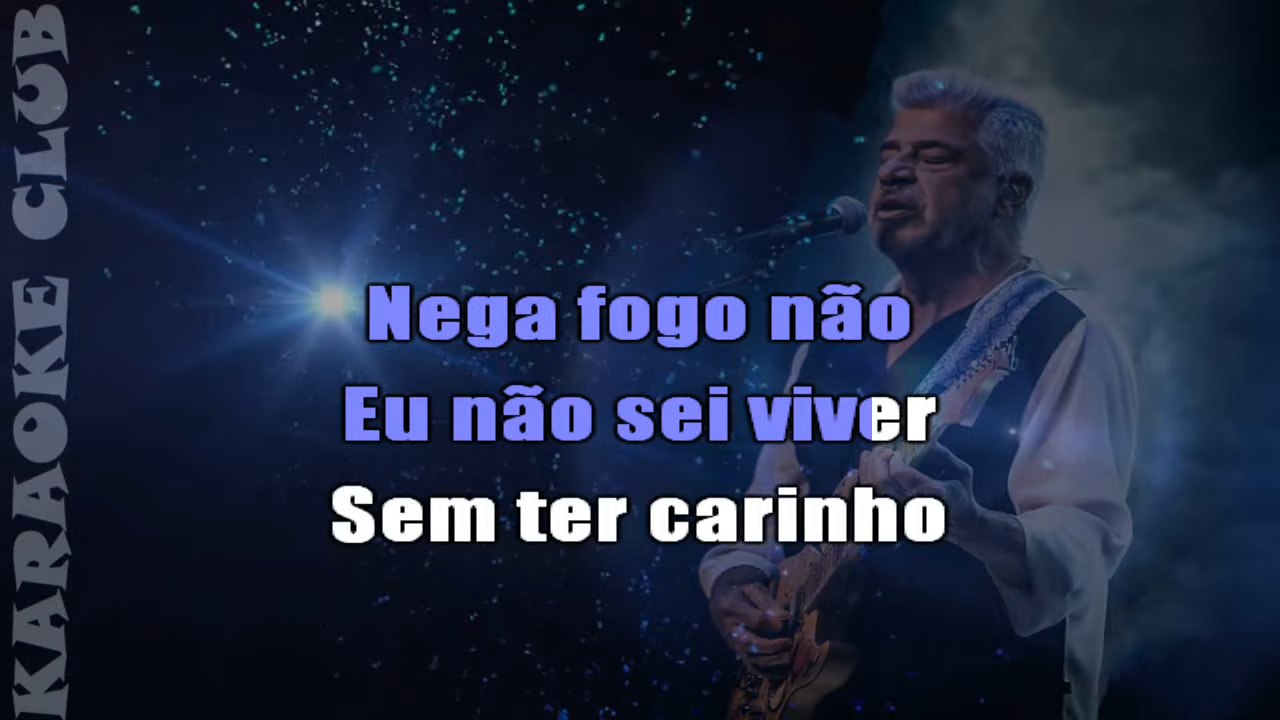 KARAOKE CLUB
Nega fogo não
Eu não sei viver
Sem ter carinho